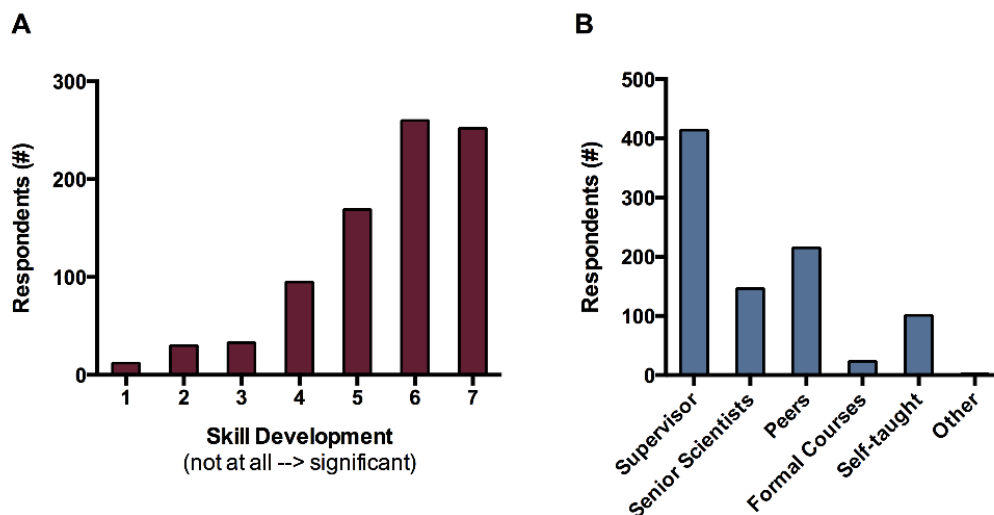 A
Respondents (#)
300
200
100
0
1 2 3 4 5 6 7
Skill Development
(not at all --> significant)
B
Respondents (#)
500
400
300
200
100
0
Supervisor
Senior Scientists
Peers
Formal Courses
Self-taught
Other